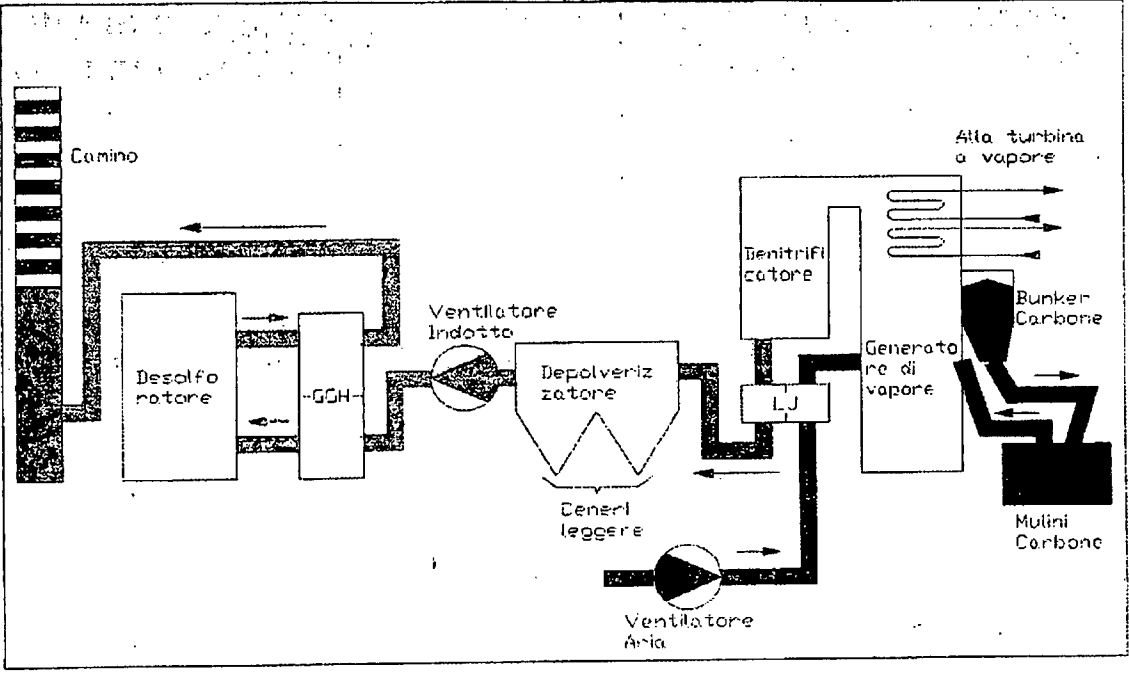 Camino
Alla turbina
a vapore
Denitrifi
catore
Bunker
Carbone
Ventilatore
Indotto
Generato
re di
vapore
Desolfo
ratore
-GGH-
Depolveriz
zatore
LJ
Ceneri
leggere
Mulini
Carbone
Ventilatore
Aria